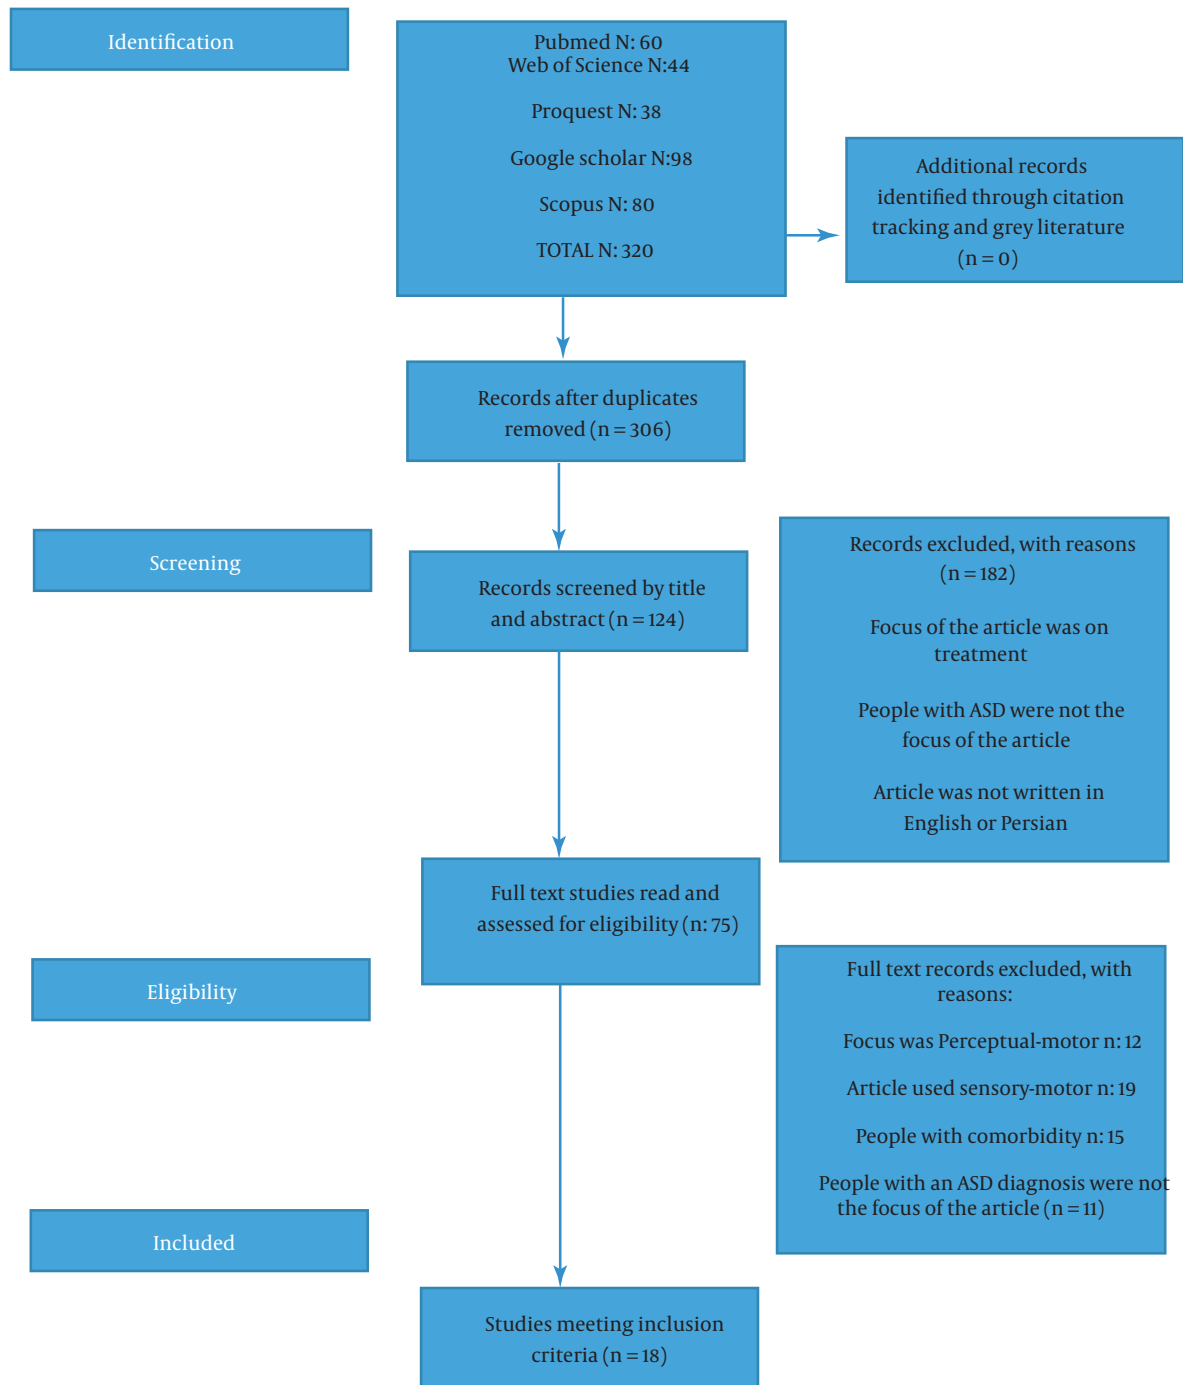 Identification
Pubmed N: 60
Web of Science N:44
Proquest N: 38
Google scholar N:98
Scopus N: 80
TOTAL N: 320
Additional records
identified through citation
tracking and grey literature
(n = 0)
Records after duplicates
removed (n = 306)
Screening
Records screened by title
and abstract (n = 124)
Records excluded, with reasons
(n = 182)
Focus of the article was on
treatment
People with ASD were not the
focus of the article
Article was not written in
English or Persian
Full text studies read and
assessed for eligibility (n: 75)
Eligibility
Full text records excluded, with
reasons:
Focus was Perceptual-motor n: 12
Article used sensory-motor n: 19
People with comorbidity n: 15
People with an ASD diagnosis were not
the focus of the article (n = 11)
Included
Studies meeting inclusion
criteria (n = 18)